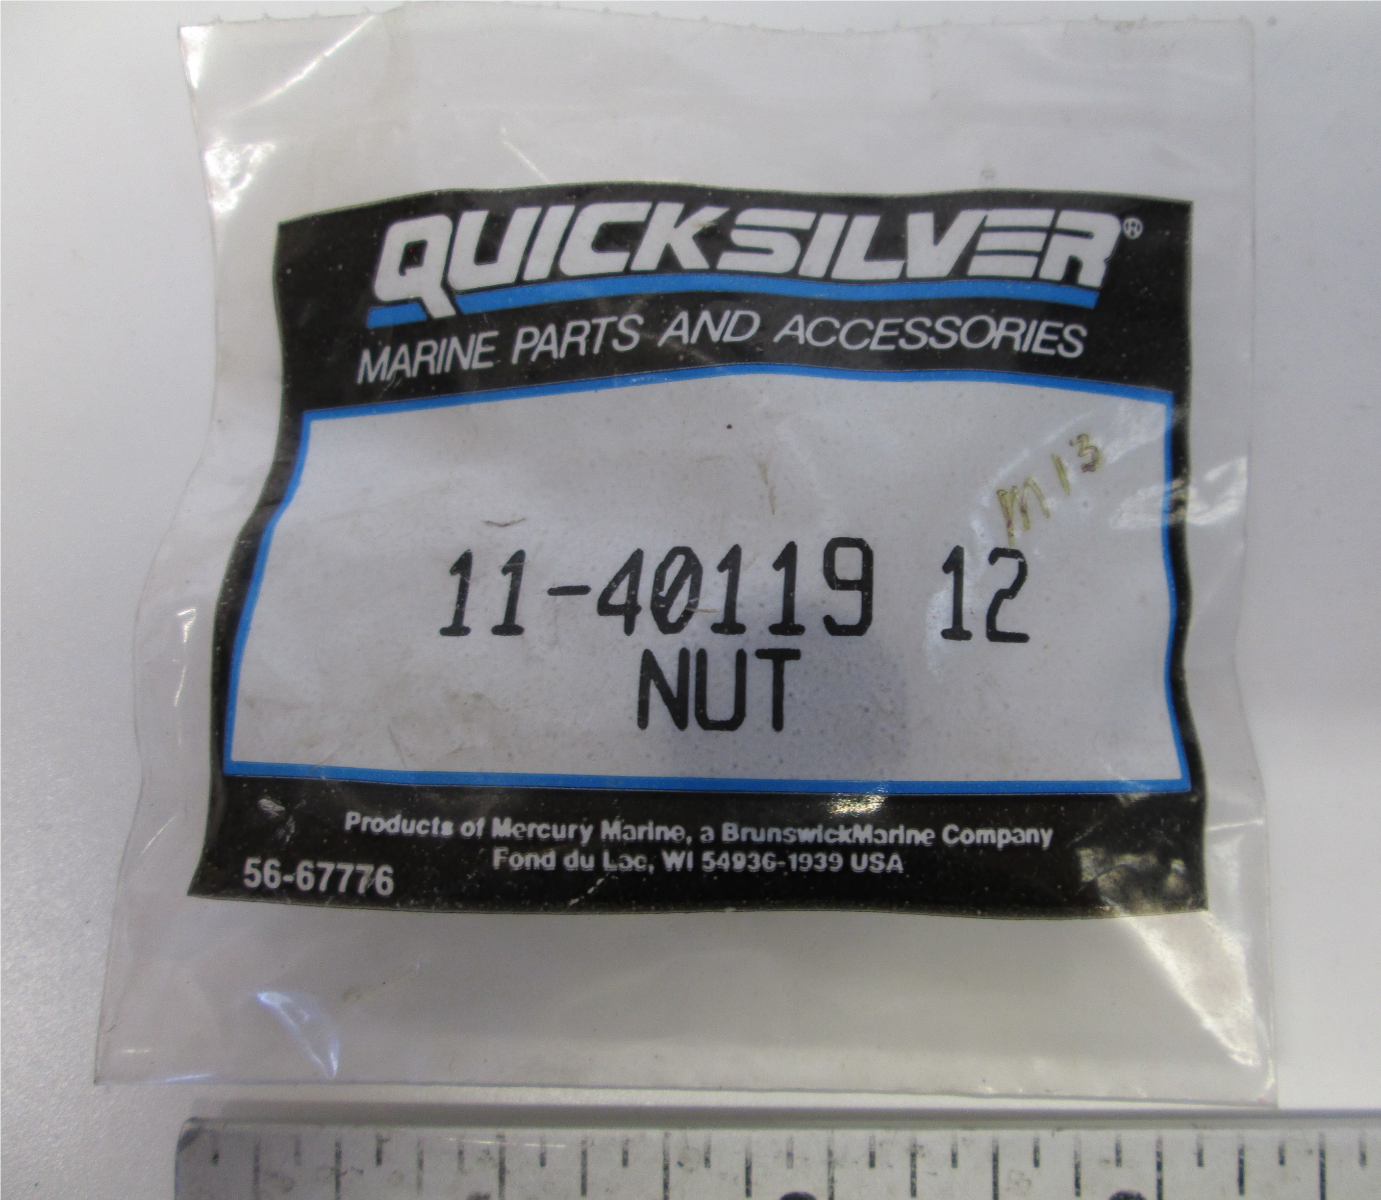 QUICKSILVER®
MARINE PARTS AND ACCESSORIES
M13
11-40119 12
NUT
Products of Mercury Marine, a BrunswickMarine Company
Fond du Lac, WI 54936-1939 USA
56-67776